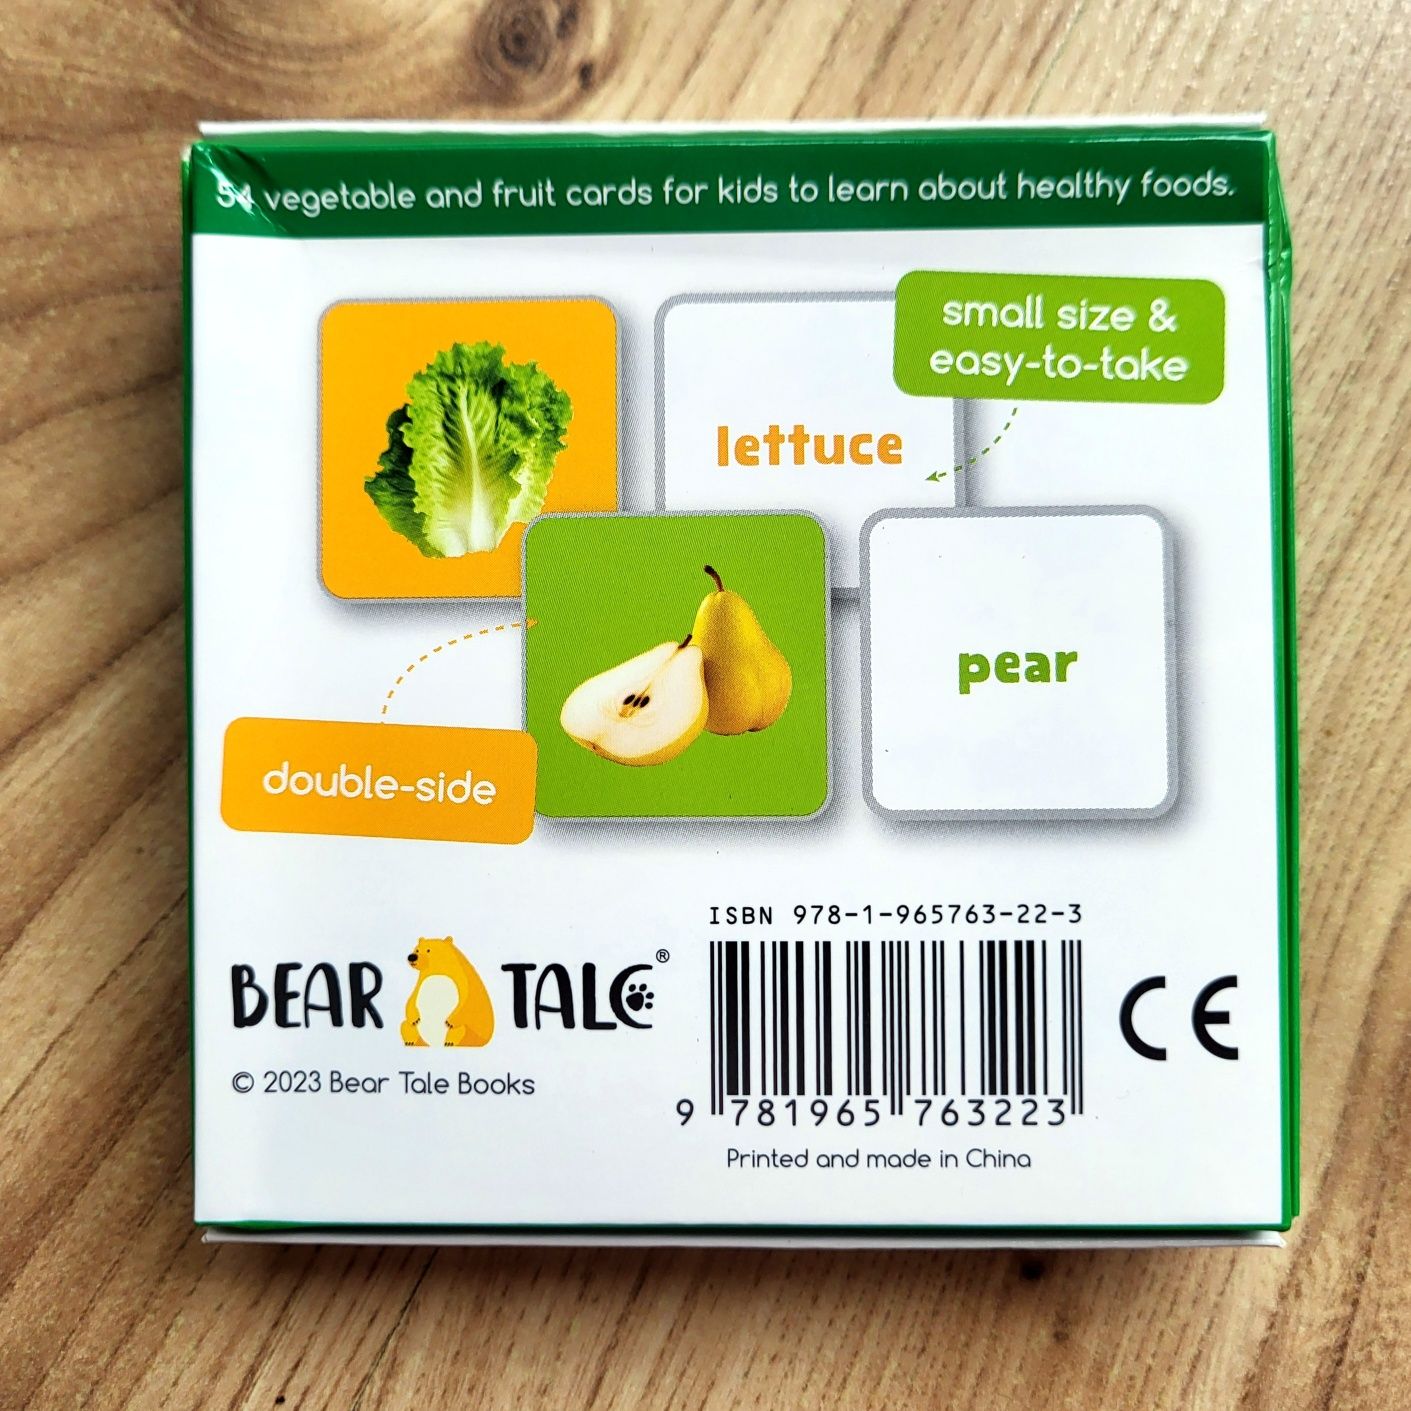 54 vegetable and fruit cards for kids to learn about healthy foods.
small size &
easy-to-take
lettuce
pear
double-side
ISBN 978-1-965763-22-3
BEAR TALE®
CE
© 2023 Bear Tale Books
9 781965 763223
Printed and made in China